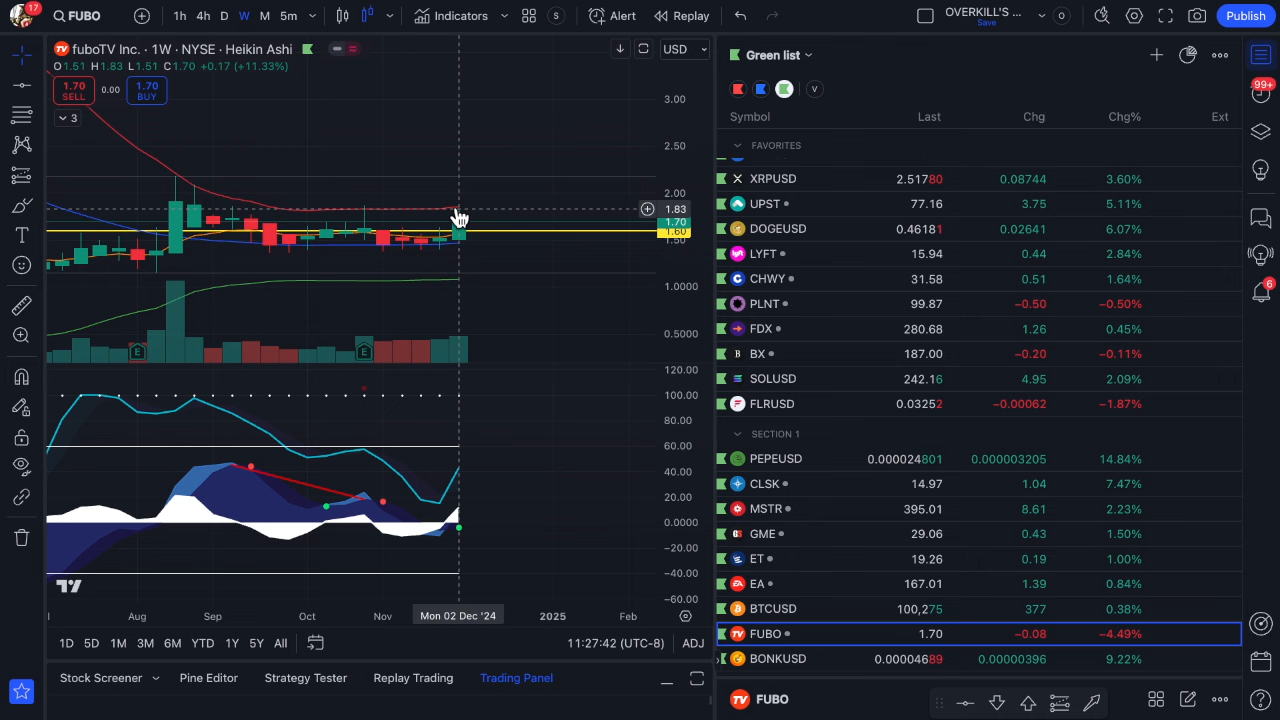 17
FUBO
1h 4h D W M 5m
Indicators
S
Alert
Replay
OVERKILL'S ...
Save
O
Publish
fuboTV Inc. · 1W · NYSE · Heikin Ashi
USD
O1.51 H1.83 L1.51 C1.70 +0.17 (+11.33%)
1.70
SELL
0.00
1.70
BUY
3
3.00
2.50
2.00
1.83
1.70
1.60
1.50
1.0000
0.5000
E
E
120.00
100.00
80.00
60.00
40.00
20.00
0.0000
−20.00
−40.00
−60.00
Aug Sep Oct Nov Mon 02 Dec '24 2025 Feb
1D 5D 1M 3M 6M YTD 1Y 5Y All
11:27:42 (UTC-8) ADJ
Stock Screener Pine Editor Strategy Tester Replay Trading Trading Panel
Green list
V
Symbol Last Chg Chg% Ext
FAVORITES
XRPUSD 2.51780 0.08744 3.60%
UPST 77.16 3.75 5.11%
DOGEUSD 0.46181 0.02641 6.07%
LYFT 15.94 0.44 2.84%
CHWY 31.58 0.51 1.64%
PLNT 99.87 −0.50 −0.50%
FDX 280.68 1.26 0.45%
BX 187.00 −0.20 −0.11%
SOLUSD 242.16 4.95 2.09%
FLRUSD 0.03252 −0.00062 −1.87%
SECTION 1
PEPEUSD 0.000024801 0.000003205 14.84%
CLSK 14.97 1.04 7.47%
MSTR 395.01 8.61 2.23%
GME 29.06 0.43 1.50%
ET 19.26 0.19 1.00%
EA 167.01 1.39 0.84%
BTCUSD 100,275 377 0.38%
FUBO 1.70 −0.08 −4.49%
BONKUSD 0.00004689 0.00000396 9.22%
FUBO
99+
6